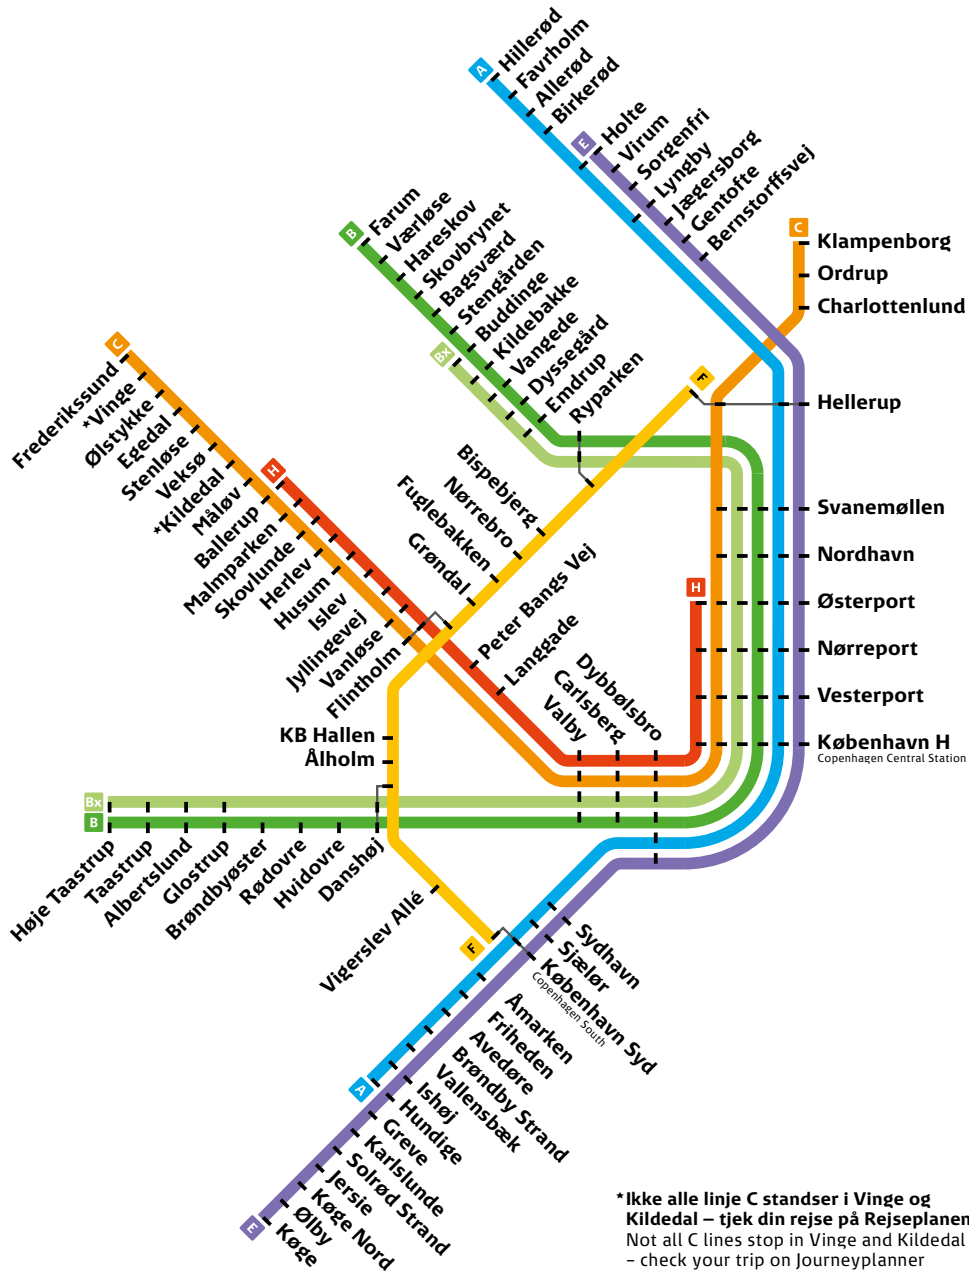 A
Hillerød
Favrholm
Allerød
Birkerød
E
Holte
Virum
Sorgenfri
Lyngby
Jægersborg
Gentofte
Bernstorffsvej
C
Klampenborg
Ordrup
Charlottenlund
B
Farum
Værløse
Hareskov
Skovbrynet
Bagsværd
Stengården
Buddinge
Kildebakke
Vangede
Dyssegård
Emdrup
Ryparken
Bx
F
Hellerup
C
Frederikssund
*Vinge
Ølstykke
Egedal
Stenløse
Veksø
*Kildedal
Måløv
Ballerup
Malmparken
Skovlunde
Herlev
Husum
Islev
Jyllingevej
Vanløse
Flintholm
H
Bispebjerg
Nørrebro
Fuglebakken
Grøndal
Peter Bangs Vej
Langgade
Valby
Carlsberg
Dybbølsbro
Svanemøllen
Nordhavn
H
Østerport
Nørreport
Vesterport
København H
Copenhagen Central Station
KB Hallen
Ålholm
Bx
B
Høje Taastrup
Taastrup
Albertslund
Glostrup
Brøndbyøster
Rødovre
Hvidovre
Danshøj
Vigerslev Allé
F
Sydhavn
Sjælør
København Syd
Copenhagen South
Åmarken
Friheden
Avedøre
Brøndby Strand
Vallensbæk
A
Ishøj
Hundige
Greve
Karlslunde
Solrød Strand
Jersie
Køge Nord
Ølby
Køge
E
*Ikke alle linje C standser i Vinge og
Kildedal – tjek din rejse på Rejseplanen
Not all C lines stop in Vinge and Kildedal
– check your trip on Journeyplanner